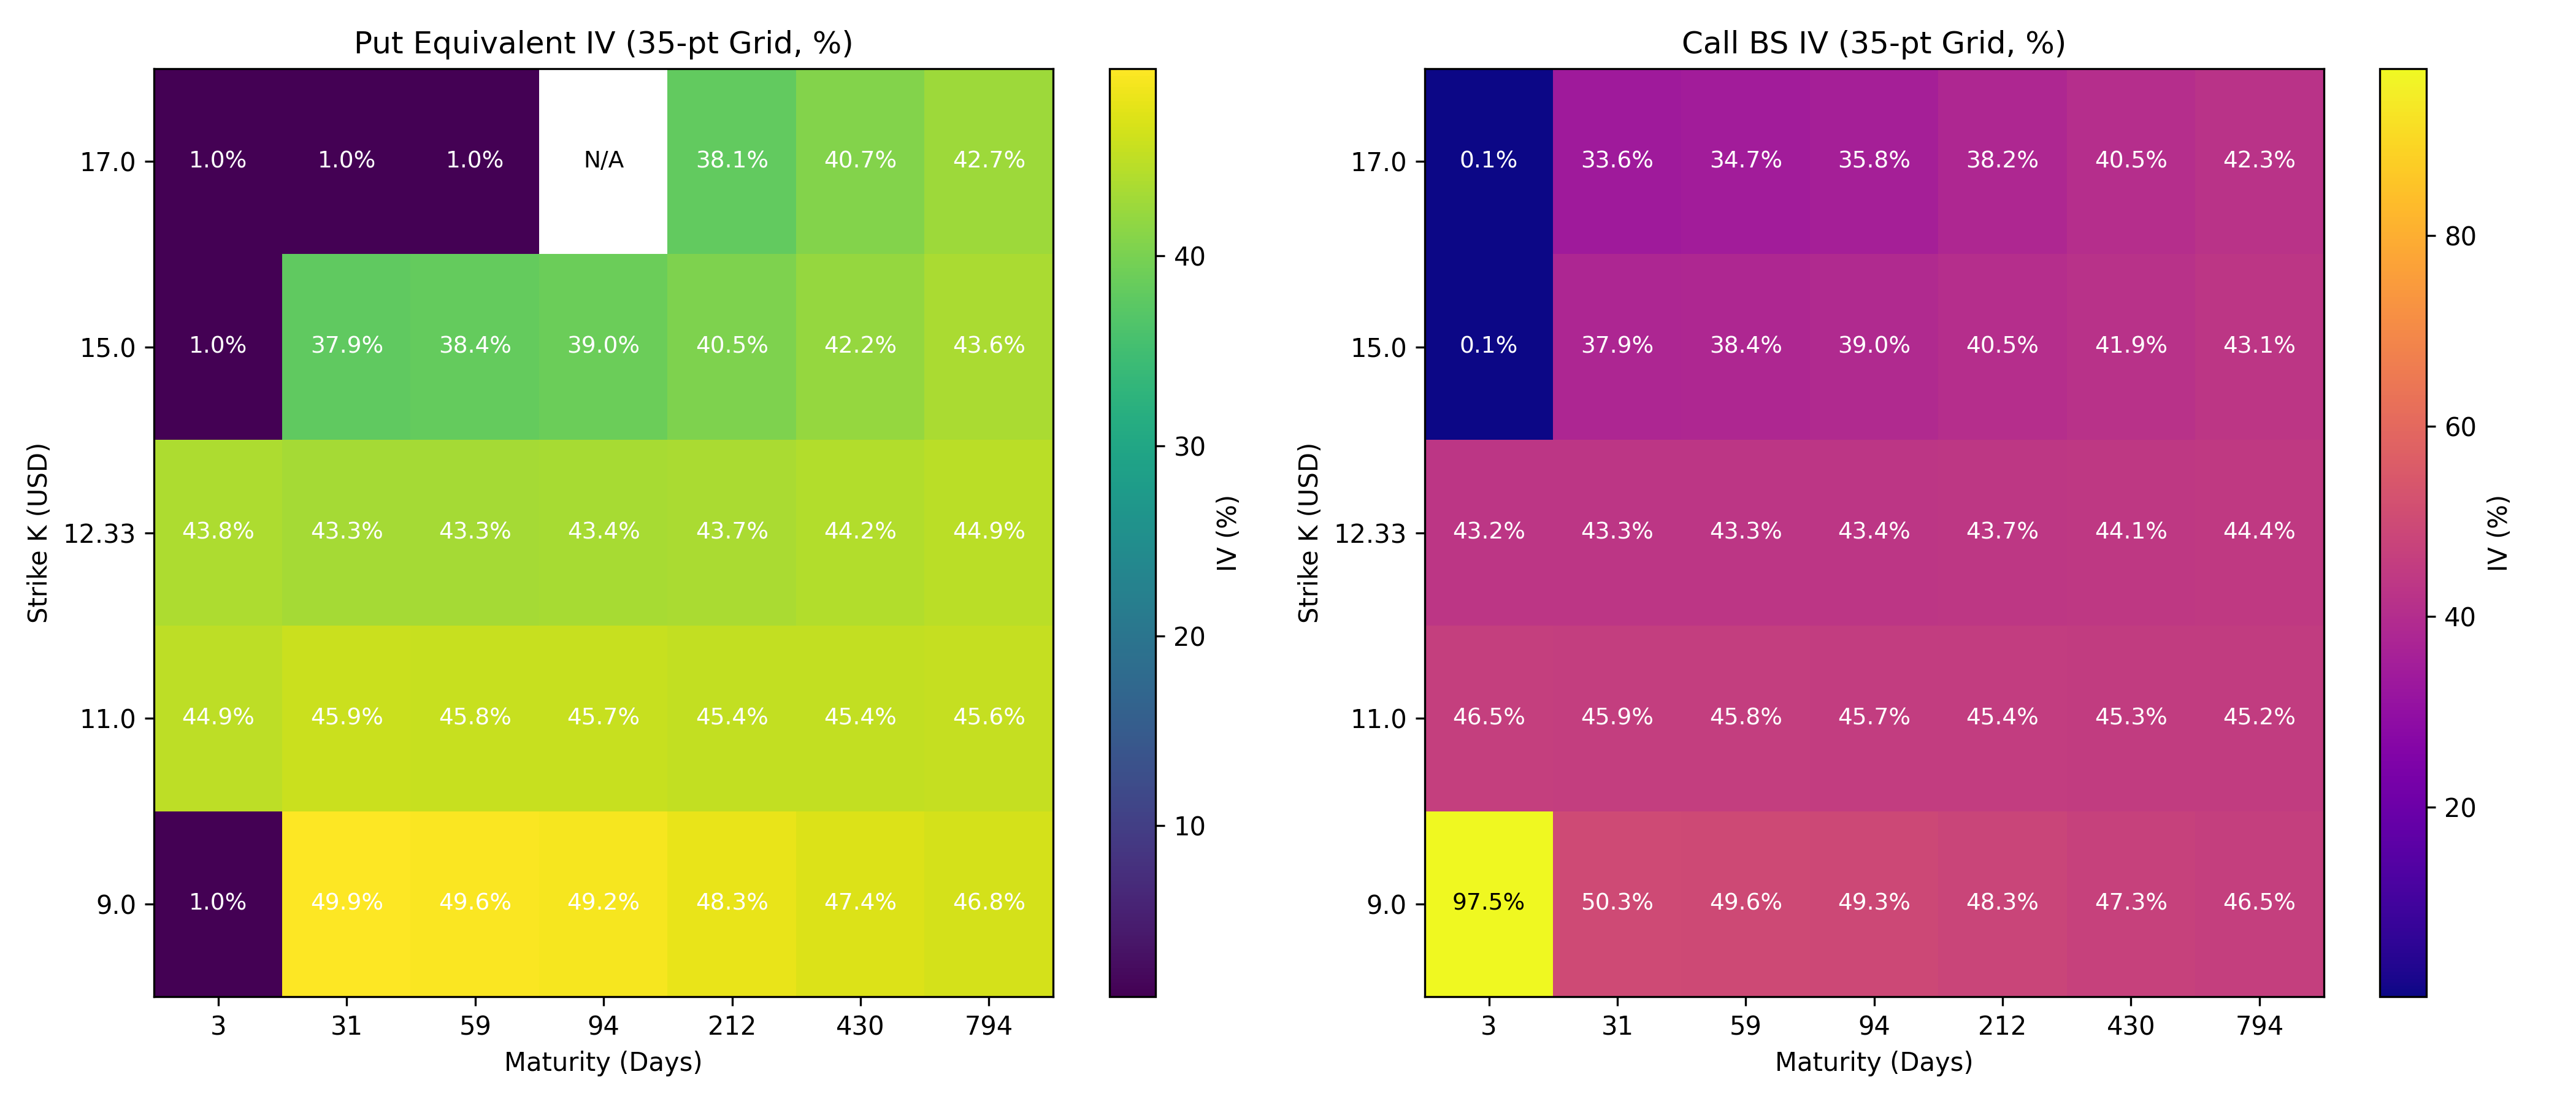 Put Equivalent IV (35-pt Grid, %)
Strike K (USD)
17.0 1.0% 1.0% 1.0% N/A 38.1% 40.7% 42.7%
15.0 1.0% 37.9% 38.4% 39.0% 40.5% 42.2% 43.6%
12.33 43.8% 43.3% 43.3% 43.4% 43.7% 44.2% 44.9%
11.0 44.9% 45.9% 45.8% 45.7% 45.4% 45.4% 45.6%
9.0 1.0% 49.9% 49.6% 49.2% 48.3% 47.4% 46.8%
3 31 59 94 212 430 794
Maturity (Days)
40
30
20
10
IV (%)
Call BS IV (35-pt Grid, %)
Strike K (USD)
17.0 0.1% 33.6% 34.7% 35.8% 38.2% 40.5% 42.3%
15.0 0.1% 37.9% 38.4% 39.0% 40.5% 41.9% 43.1%
12.33 43.2% 43.3% 43.3% 43.4% 43.7% 44.1% 44.4%
11.0 46.5% 45.9% 45.8% 45.7% 45.4% 45.3% 45.2%
9.0 97.5% 50.3% 49.6% 49.3% 48.3% 47.3% 46.5%
3 31 59 94 212 430 794
Maturity (Days)
80
60
40
20
IV (%)